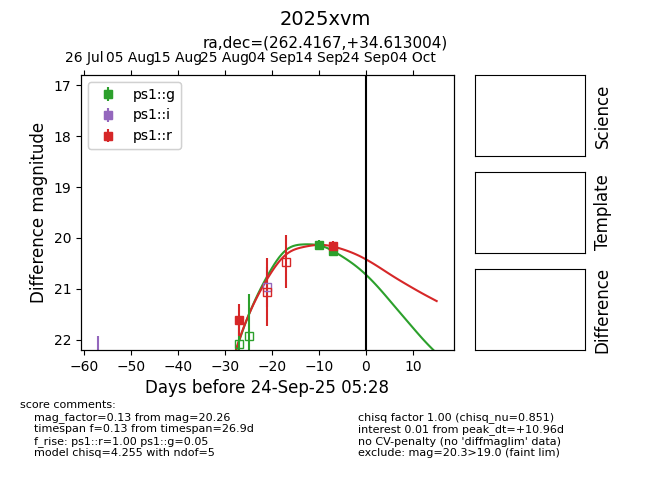 2025xvm
ra,dec=(262.4167,+34.613004)
26 Jul 05 Aug 15 Aug 25 Aug 04 Sep 14 Sep 24 Sep 04 Oct
17
18
19
20
21
22
Difference magnitude
ps1::g
ps1::i
ps1::r
−60 −50 −40 −30 −20 −10 0 10
Days before 24-Sep-25 05:28
Science
Template
Difference
score comments:
mag_factor=0.13 from mag=20.26
timespan f=0.13 from timespan=26.9d
f_rise: ps1::r=1.00 ps1::g=0.05
model chisq=4.255 with ndof=5
chisq factor 1.00 (chisq_nu=0.851)
interest 0.01 from peak_dt=+10.96d
no CV-penalty (no 'diffmaglim' data)
exclude: mag=20.3>19.0 (faint lim)